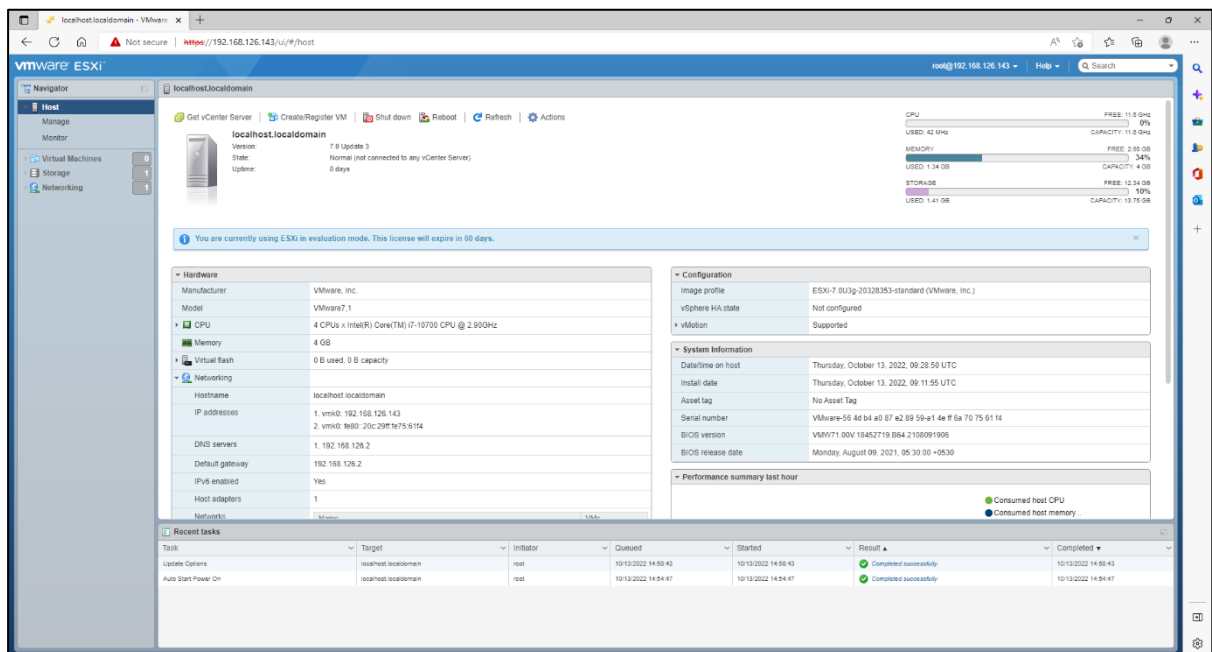 localhost.localdomain - VMware
Not secure | https://192.168.126.143/ui/#/host
vmware ESXi
root@192.168.126.143 | Help | Search
Navigator
Host
Manage
Monitor
Virtual Machines 0
Storage 1
Networking 1
localhost.localdomain
Get vCenter Server | Create/Register VM | Shut down Reboot | Refresh | Actions
localhost.localdomain
Version: 7.0 Update 3
State: Normal (not connected to any vCenter Server)
Uptime: 0 days
CPU FREE: 11.6 GHz
0%
USED: 42 MHz CAPACITY: 11.6 GHz
MEMORY FREE: 2.65 GB
34%
USED: 1.34 GB CAPACITY: 4 GB
STORAGE FREE: 12.34 GB
10%
USED: 1.41 GB CAPACITY: 13.75 GB
You are currently using ESXi in evaluation mode. This license will expire in 60 days.
Hardware
Manufacturer VMware, Inc.
Model VMware7,1
CPU 4 CPUs x Intel(R) Core(TM) i7-10700 CPU @ 2.90GHz
Memory 4 GB
Virtual flash 0 B used, 0 B capacity
Networking
Hostname localhost.localdomain
IP addresses 1. vmk0: 192.168.126.143
2. vmk0: fe80::20c:29ff:fe75:61f4
DNS servers 1. 192.168.126.2
Default gateway 192.168.126.2
IPv6 enabled Yes
Host adapters 1
Networks Name VMs
Configuration
Image profile ESXi-7.0U3g-20328353-standard (VMware, Inc.)
vSphere HA state Not configured
vMotion Supported
System Information
Date/time on host Thursday, October 13, 2022, 09:28:50 UTC
Install date Thursday, October 13, 2022, 09:11:55 UTC
Asset tag No Asset Tag
Serial number VMware-56 4d b4 a0 87 e2 89 59-a1 4e ff 6a 70 75 61 f4
BIOS version VMW71.00V.18452719.B64.2108091906
BIOS release date Monday, August 09, 2021, 05:30:00 +0530
Performance summary last hour
Consumed host CPU
Consumed host memory...
Recent tasks
Task Target Initiator Queued Started Result Completed
Update Options localhost.localdomain root 10/13/2022 14:58:43 10/13/2022 14:58:43 Completed successfully 10/13/2022 14:58:43
Auto Start Power On localhost.localdomain root 10/13/2022 14:54:47 10/13/2022 14:54:47 Completed successfully 10/13/2022 14:54:47